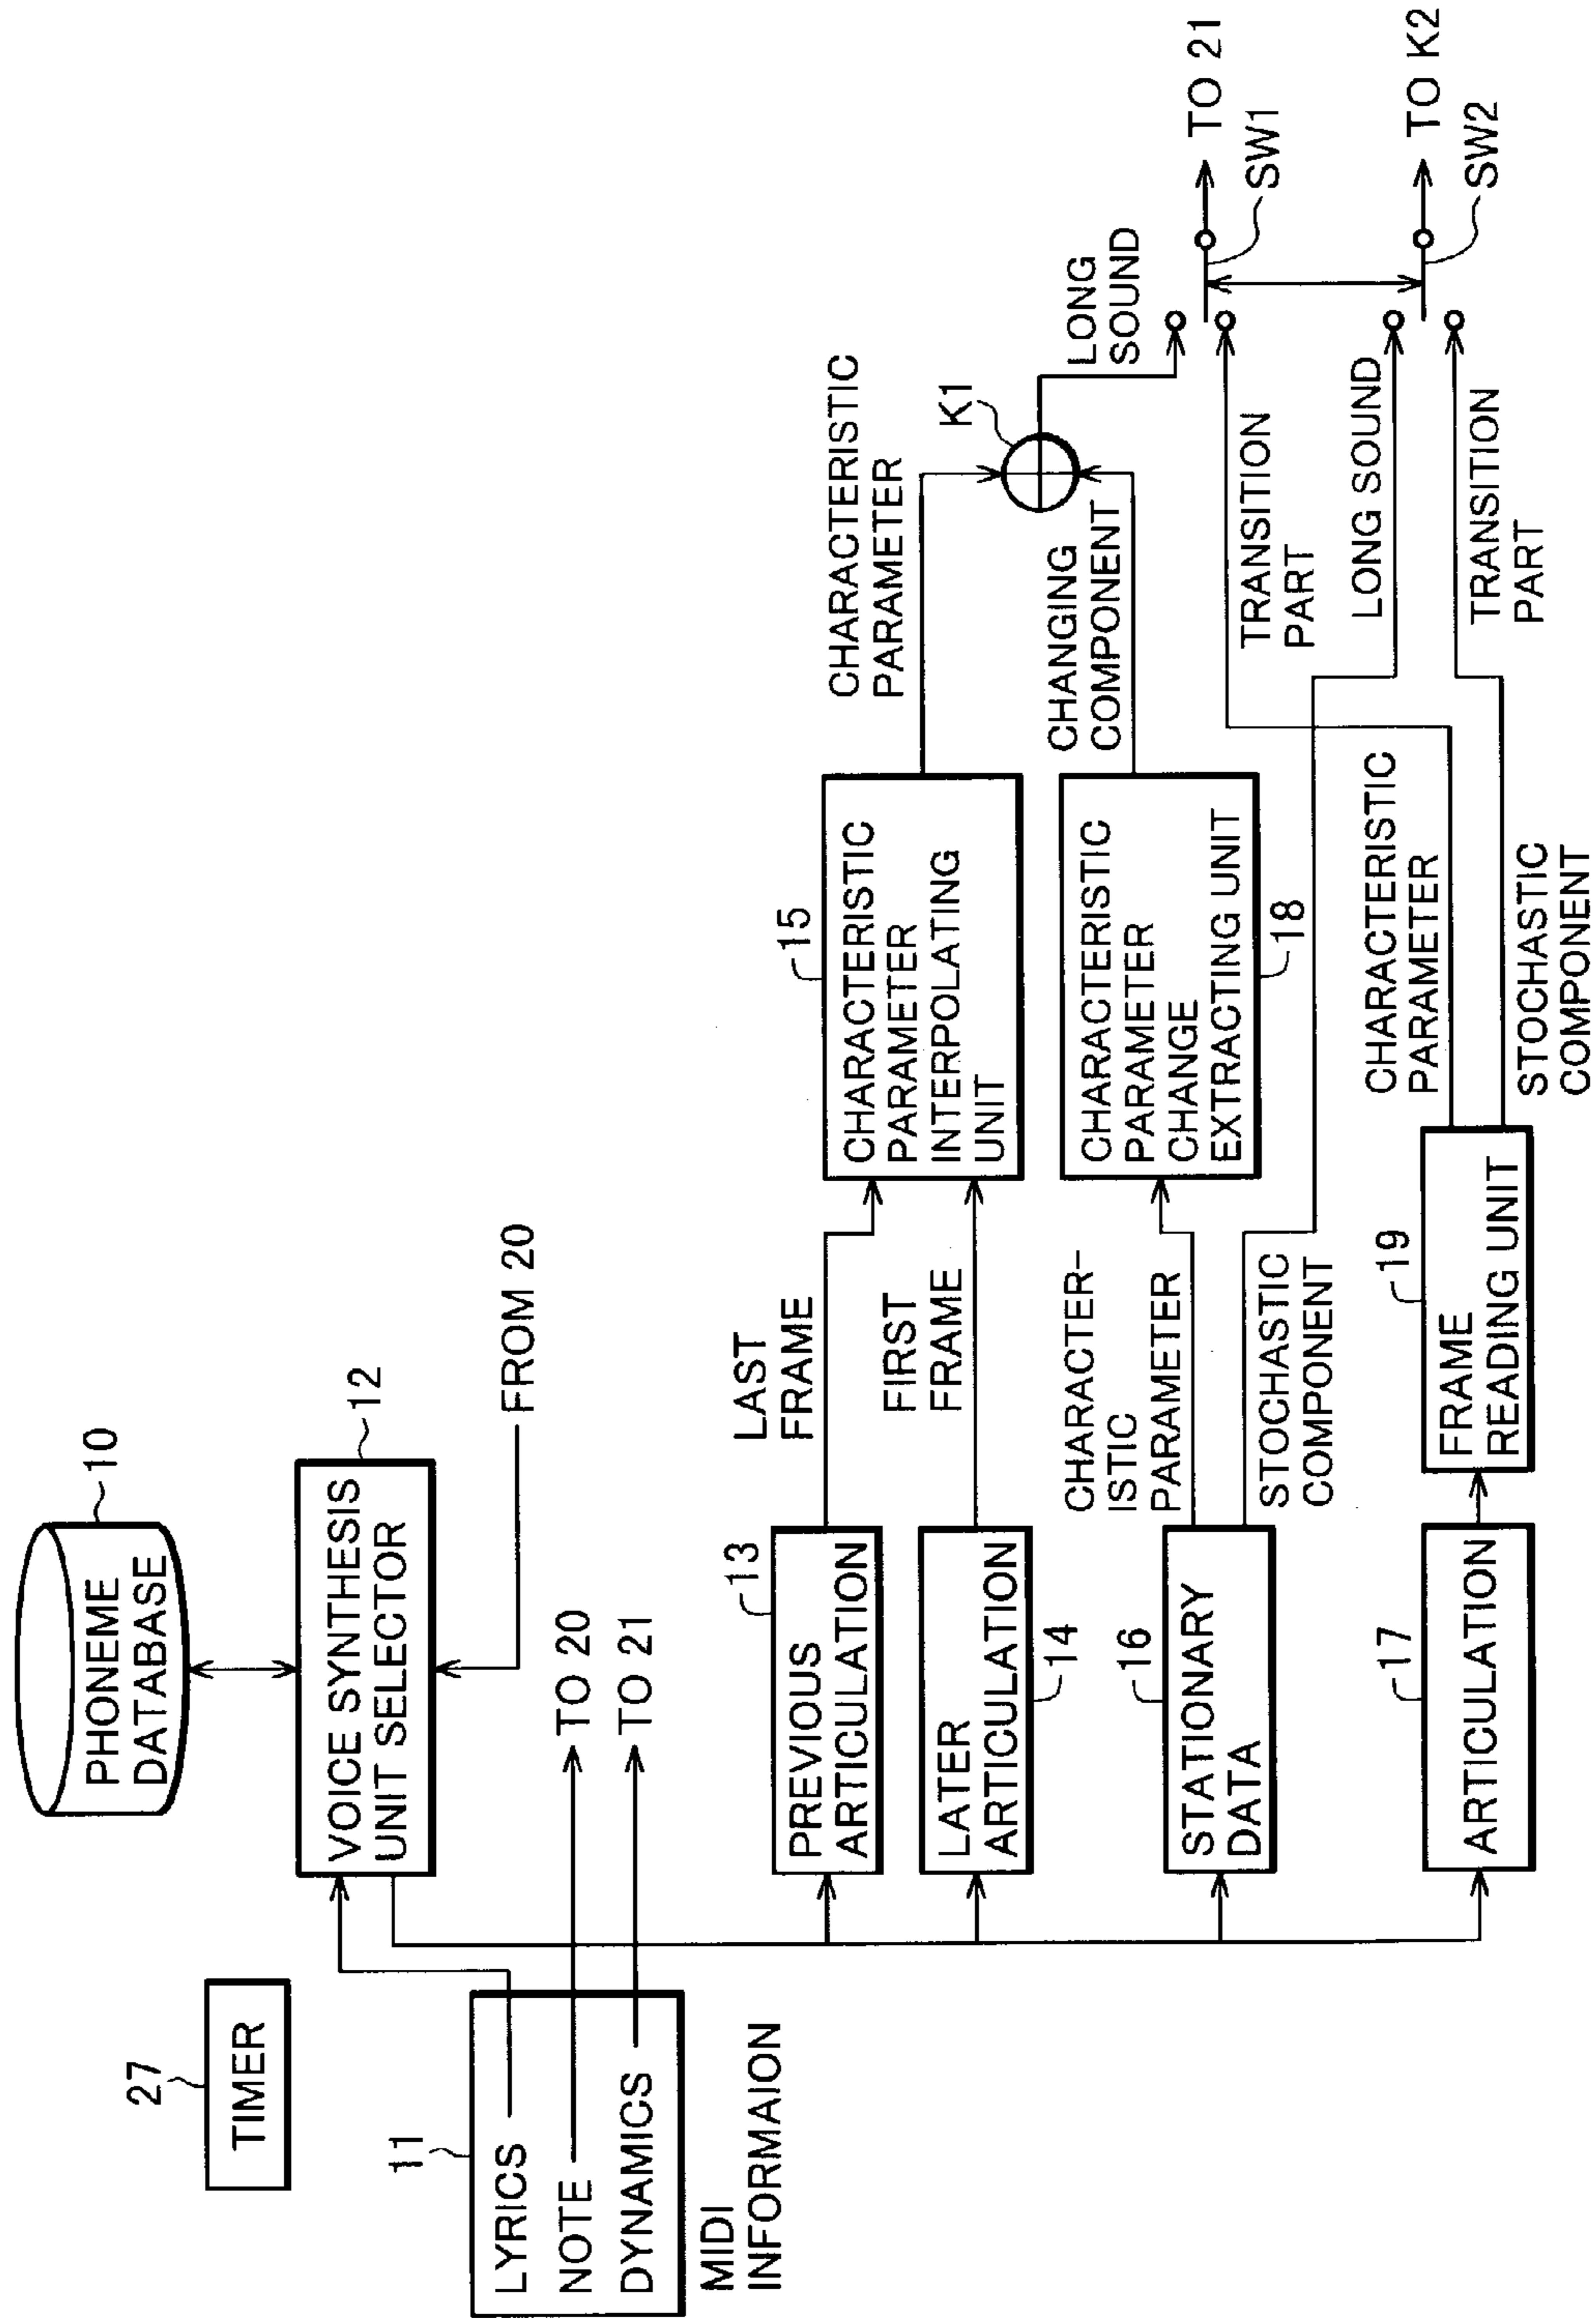 27
TIMER
11
LYRICS
NOTE
DYNAMICS
MIDI
INFORMAION
PHONEME
DATABASE
10
VOICE SYNTHESIS
UNIT SELECTOR
12
FROM 20
TO 20
TO 21
PREVIOUS
ARTICULATION
13
LATER
ARTICULATION
14
STATIONARY
DATA
16
ARTICULATION
17
LAST
FRAME
FIRST
FRAME
CHARACTER-
ISTIC
PARAMETER
STOCHASTIC
COMPONENT
FRAME
READING UNIT
19
CHARACTERISTIC
PARAMETER
INTERPOLATING
UNIT
15
CHARACTERISTIC
PARAMETER
CHANGE
EXTRACTING UNIT
18
CHARACTERISTIC
PARAMETER
STOCHASTIC
COMPONENT
CHARACTERISTIC
PARAMETER
CHANGING
COMPONENT
K1
LONG
SOUND
TRANSITION
PART
LONG SOUND
TRANSITION
PART
TO 21
SW1
TO K2
SW2